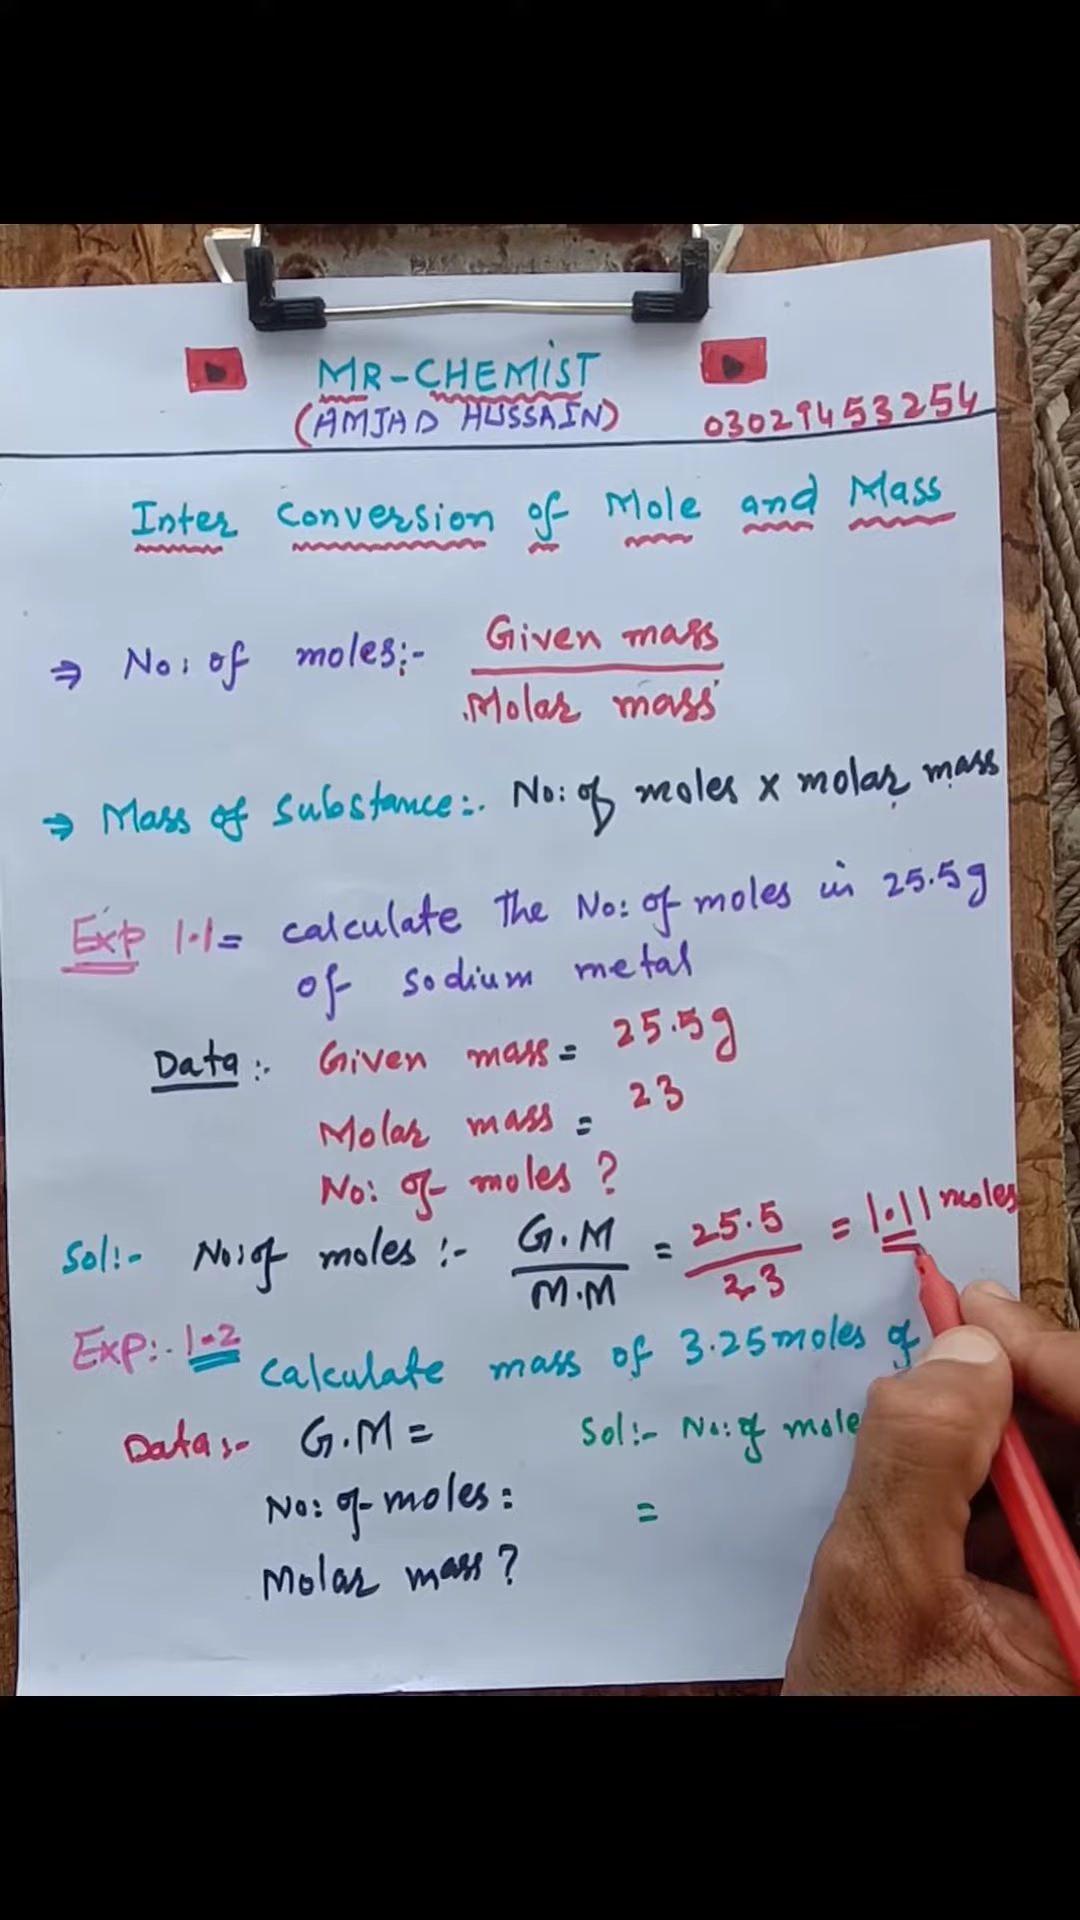 MR-CHEMIST
(AMJAD HUSSAIN) 03029453254
Inter Conversion of Mole and Mass
⇒ No: of moles:- Given mass
Molar mass
⇒ Mass of Substance:- No: of moles x molar mass
Exp 1.1= calculate The No: of moles in 25.5g
of sodium metal
Data:- Given mass = 25.5g
Molar mass = 23
No: of moles ?
Sol:- No: of moles :- G.M = 25.5 = 1.11 moles
M.M 23
Exp:- 1.2 Calculate mass of 3.25moles of
Data:- G.M = Sol:- No: of mole
No: of moles: =
Molar mass ?